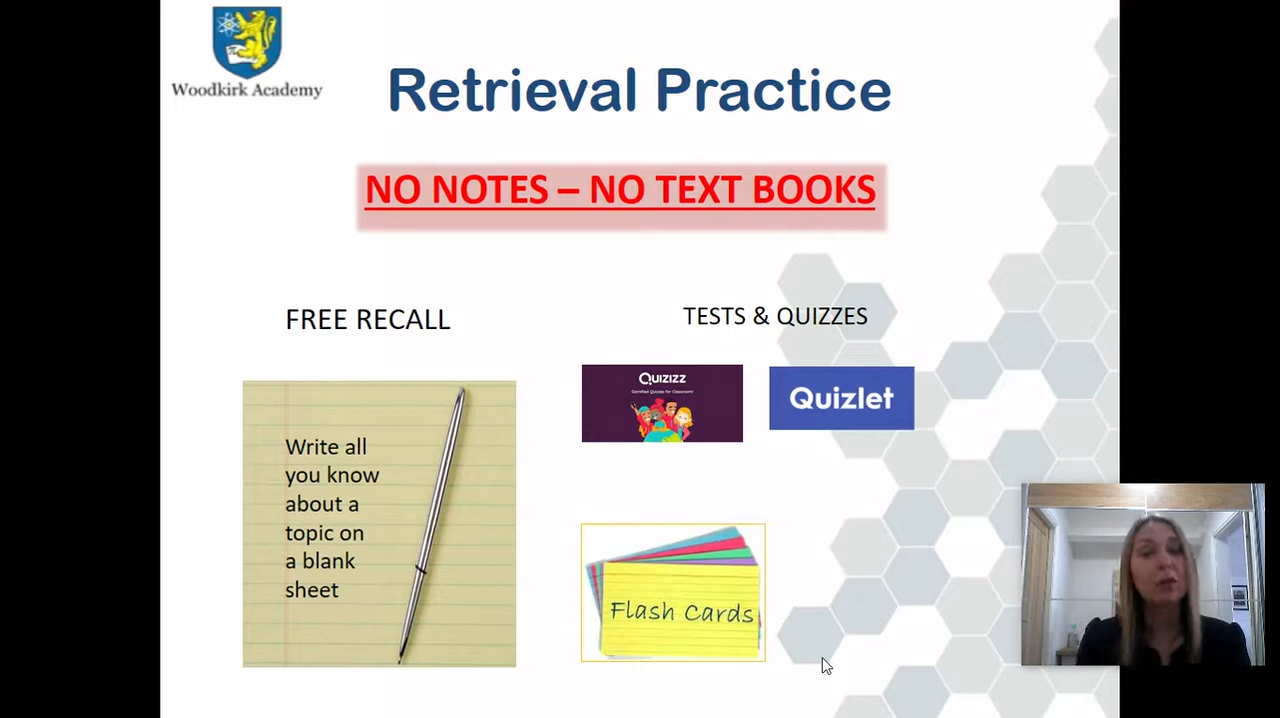 Woodkirk Academy
Retrieval Practice
NO NOTES – NO TEXT BOOKS
FREE RECALL
Write all
you know
about a
topic on
a blank
sheet
TESTS & QUIZZES
QUIZIZZ
Gamified Quizzes for Classroom!
Quizlet
Flash Cards